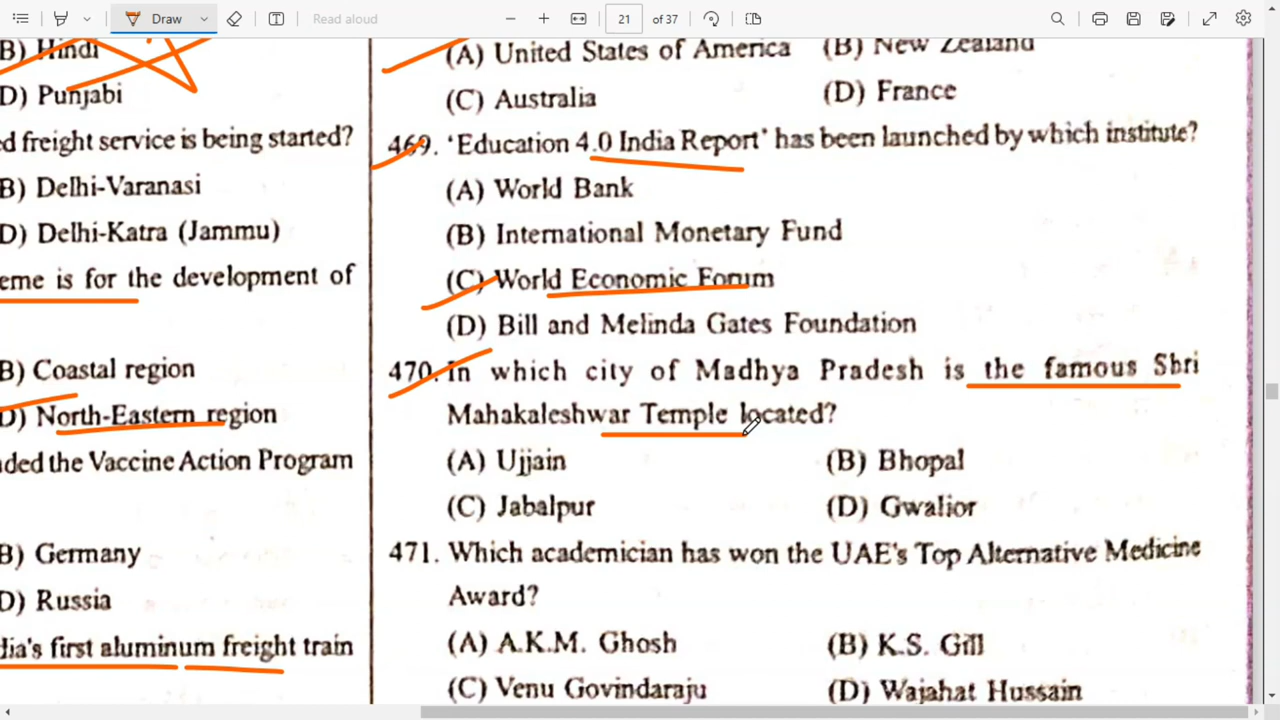 Draw
Read aloud
21 of 37
B) Hindi
D) Punjabi
ed freight service is being started?
B) Delhi-Varanasi
D) Delhi-Katra (Jammu)
eme is for the development of
B) Coastal region
D) North-Eastern region
nded the Vaccine Action Program
B) Germany
D) Russia
dia's first aluminum freight train
(A) United States of America (B) New Zealand
(C) Australia (D) France
469. ‘Education 4.0 India Report’ has been launched by which institute?
(A) World Bank
(B) International Monetary Fund
(C) World Economic Forum
(D) Bill and Melinda Gates Foundation
470. In which city of Madhya Pradesh is the famous Shri
Mahakaleshwar Temple located?
(A) Ujjain (B) Bhopal
(C) Jabalpur (D) Gwalior
471. Which academician has won the UAE's Top Alternative Medicine
Award?
(A) A.K.M. Ghosh (B) K.S. Gill
(C) Venu Govindaraju (D) Wajahat Hussain